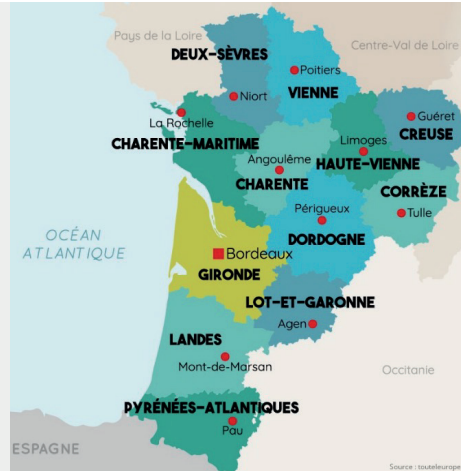 Pays de la Loire
DEUX-SÈVRES
Centre-Val de Loire
Poitiers
VIENNE
Niort
Guéret
CREUSE
La Rochelle
CHARENTE-MARITIME
Limoges
HAUTE-VIENNE
Angoulême
CHARENTE
CORRÈZE
Tulle
Périgueux
DORDOGNE
OCÉAN
ATLANTIQUE
Bordeaux
GIRONDE
LOT-ET-GARONNE
Agen
LANDES
Mont-de-Marsan
Occitanie
PYRÉNÉES-ATLANTIQUES
Pau
ESPAGNE
Source : touteleurope